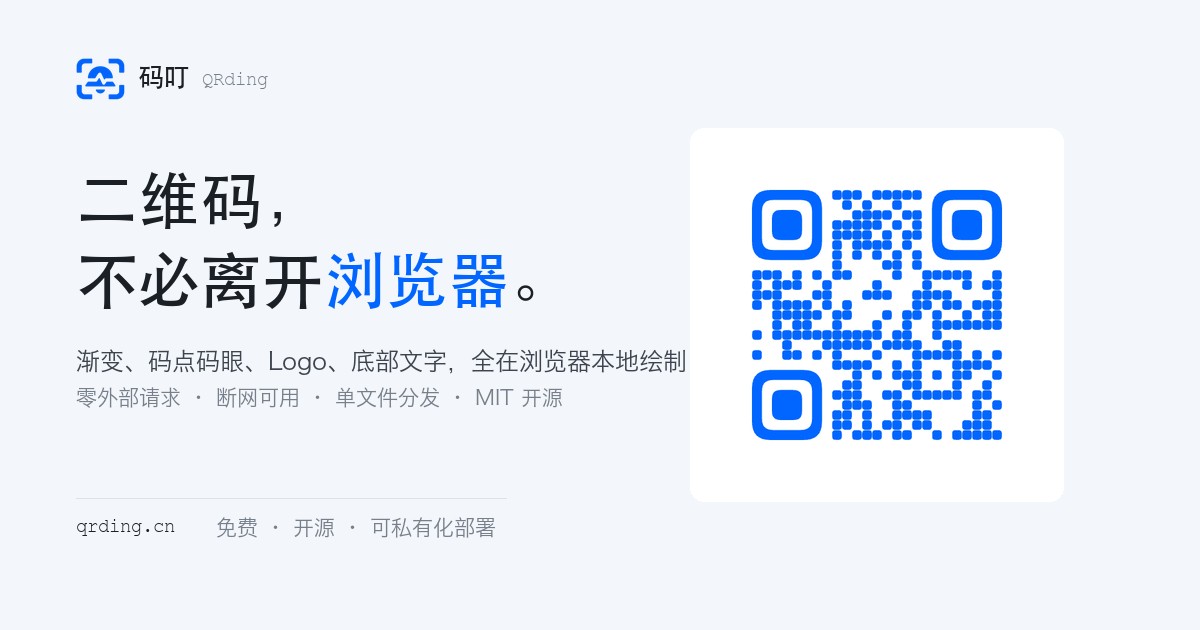 码叮 QRding
二维码，
不必离开浏览器。
渐变、码点码眼、Logo、底部文字，全在浏览器本地绘制
零外部请求 · 断网可用 · 单文件分发 · MIT 开源
qrding.cn 免费 · 开源 · 可私有化部署